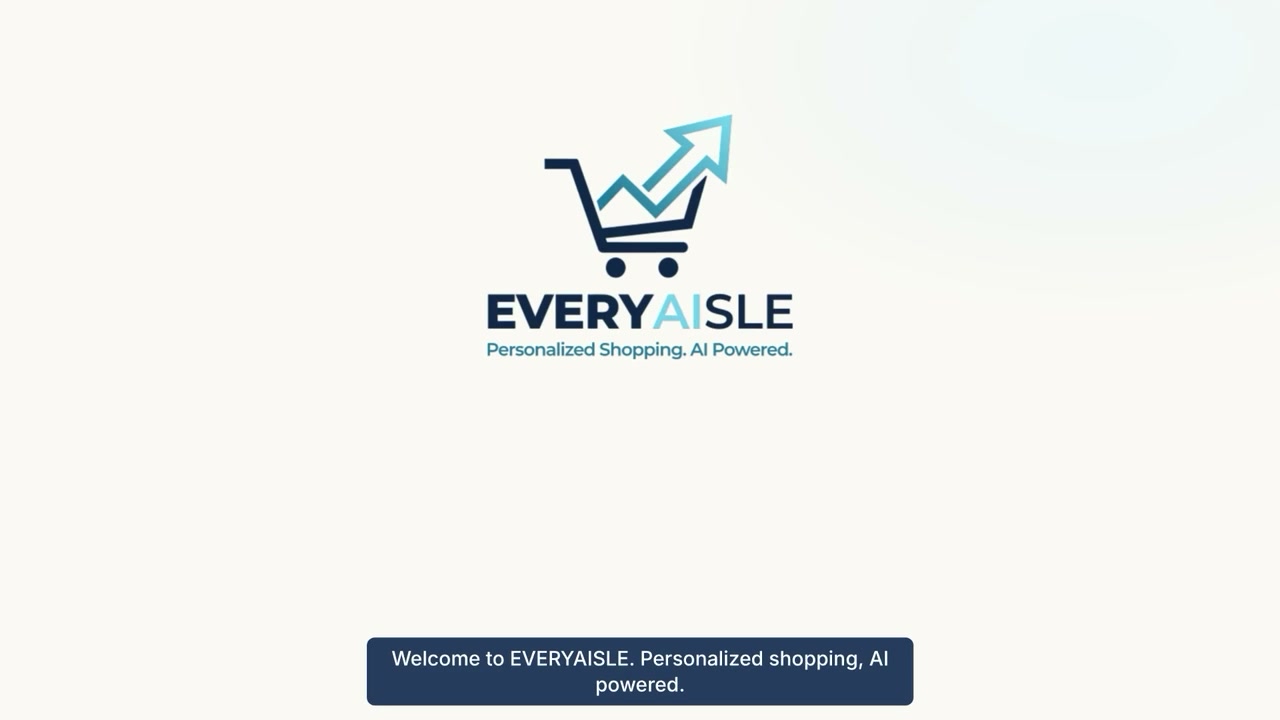 EVERYAISLE
Personalized Shopping. AI Powered.
Welcome to EVERYAISLE. Personalized shopping, AI
powered.